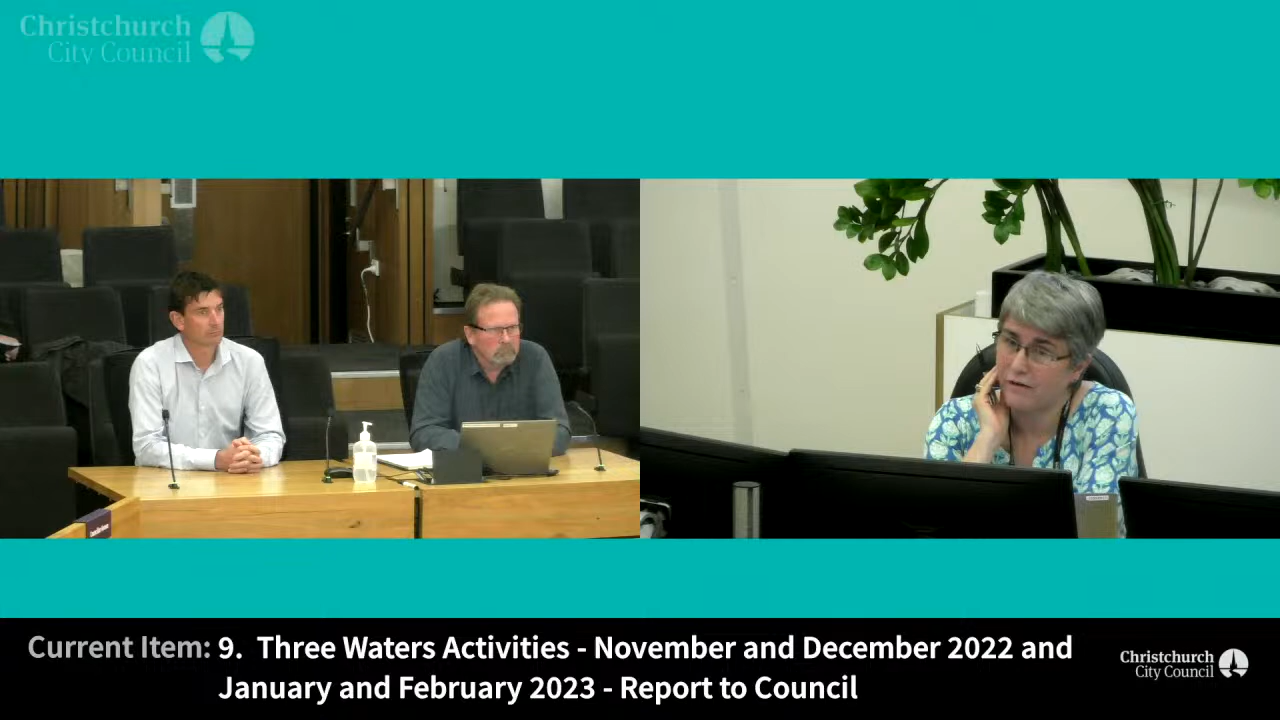 Christchurch
City Council
Current Item: 9. Three Waters Activities - November and December 2022 and
January and February 2023 - Report to Council
Christchurch
City Council